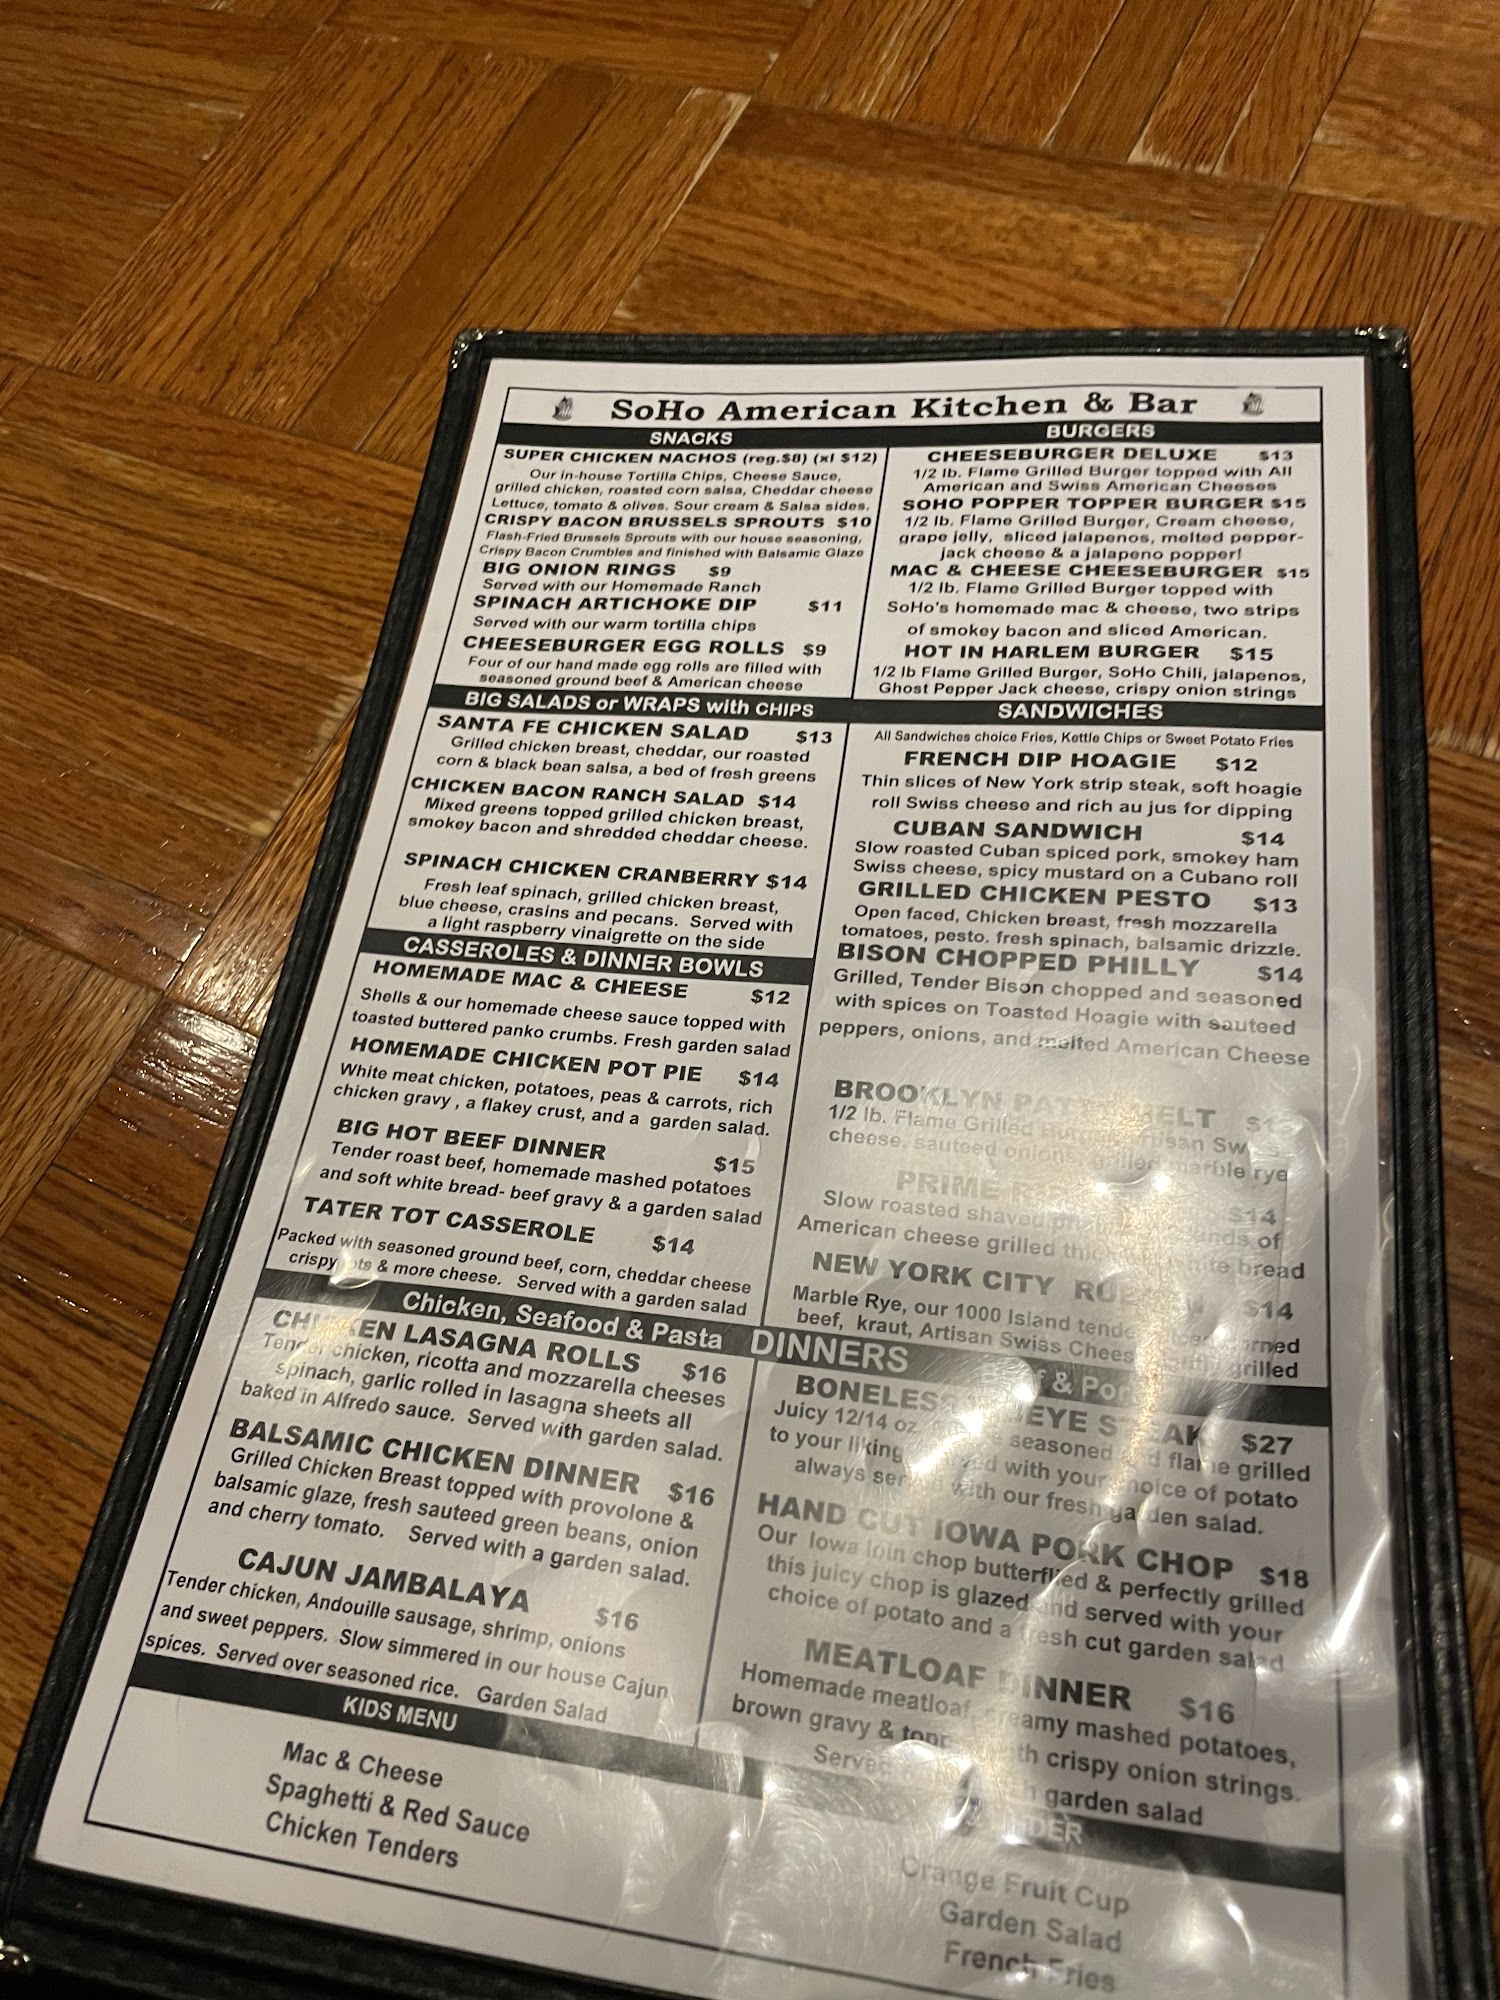 SoHo American Kitchen & Bar
SNACKS
SUPER CHICKEN NACHOS (reg.$8) (xl $12)
Our in-house Tortilla Chips, Cheese Sauce,
grilled chicken, roasted corn salsa, Cheddar cheese
Lettuce, tomato & olives. Sour cream & Salsa sides.
CRISPY BACON BRUSSELS SPROUTS $10
Flash-Fried Brussels Sprouts with our house seasoning,
Crispy Bacon Crumbles and finished with Balsamic Glaze
BIG ONION RINGS $9
Served with our Homemade Ranch
SPINACH ARTICHOKE DIP $11
Served with our warm tortilla chips
CHEESEBURGER EGG ROLLS $9
Four of our hand made egg rolls are filled with
seasoned ground beef & American cheese
BIG SALADS or WRAPS with CHIPS
SANTA FE CHICKEN SALAD $13
Grilled chicken breast, cheddar, our roasted
corn & black bean salsa, a bed of fresh greens
CHICKEN BACON RANCH SALAD $14
Mixed greens topped grilled chicken breast,
smokey bacon and shredded cheddar cheese.
SPINACH CHICKEN CRANBERRY $14
Fresh leaf spinach, grilled chicken breast,
blue cheese, crasins and pecans. Served with
a light raspberry vinaigrette on the side
CASSEROLES & DINNER BOWLS
HOMEMADE MAC & CHEESE $12
Shells & our homemade cheese sauce topped with
toasted buttered panko crumbs. Fresh garden salad
HOMEMADE CHICKEN POT PIE $14
White meat chicken, potatoes, peas & carrots, rich
chicken gravy , a flakey crust, and a garden salad.
BIG HOT BEEF DINNER $15
Tender roast beef, homemade mashed potatoes
and soft white bread- beef gravy & a garden salad
TATER TOT CASSEROLE $14
Packed with seasoned ground beef, corn, cheddar cheese
crispy & more cheese. Served with a garden salad
BURGERS
CHEESEBURGER DELUXE $13
1/2 lb. Flame Grilled Burger topped with All
American and Swiss American Cheeses
SOHO POPPER TOPPER BURGER $15
1/2 lb. Flame Grilled Burger, Cream cheese,
grape jelly, sliced jalapenos, melted pepper-
jack cheese & a jalapeno popper!
MAC & CHEESE CHEESEBURGER $15
1/2 lb. Flame Grilled Burger topped with
SoHo's homemade mac & cheese, two strips
of smokey bacon and sliced American.
HOT IN HARLEM BURGER $15
1/2 lb Flame Grilled Burger, SoHo Chili, jalapenos,
Ghost Pepper Jack cheese, crispy onion strings
SANDWICHES
All Sandwiches choice Fries, Kettle Chips or Sweet Potato Fries
FRENCH DIP HOAGIE $12
Thin slices of New York strip steak, soft hoagie
roll Swiss cheese and rich au jus for dipping
CUBAN SANDWICH $14
Slow roasted Cuban spiced pork, smokey ham
Swiss cheese, spicy mustard on a Cubano roll
GRILLED CHICKEN PESTO $13
Open faced, Chicken breast, fresh mozzarella
tomatoes, pesto. fresh spinach, balsamic drizzle.
BISON CHOPPED PHILLY $14
Grilled, Tender Bison chopped and seasoned
with spices on Toasted Hoagie with sauteed
peppers, onions, and melted American Cheese
BROOKLYN MELT
1/2 lb. Flame Grilled
cheese, sauteed onions, grilled marble rye
PRIME $14
Slow roasted shaved of
American cheese grilled bread
NEW YORK CITY $14
Marble Rye, our 1000 Island
beef, kraut, Artisan Swiss grilled
Chicken, Seafood & Pasta DINNERS
CHICKEN LASAGNA ROLLS $16
Tender chicken, ricotta and mozzarella cheeses
spinach, garlic rolled in lasagna sheets all
baked in Alfredo sauce. Served with garden salad.
BALSAMIC CHICKEN DINNER $16
Grilled Chicken Breast topped with provolone &
balsamic glaze, fresh sauteed green beans, onion
and cherry tomato. Served with a garden salad.
CAJUN JAMBALAYA $16
Tender chicken, Andouille sausage, shrimp, onions
and sweet peppers. Slow simmered in our house Cajun
spices. Served over seasoned rice. Garden Salad
BONELESS STEAK $27
Juicy 12/14 oz seasoned flame grilled
to your liking with your choice of potato
always with our fresh garden salad.
HAND CUT IOWA PORK CHOP $18
Our Iowa loin chop butterflied & perfectly grilled
this juicy chop is glazed and served with your
choice of potato and a fresh cut garden salad
MEATLOAF DINNER $16
Homemade meatloaf, creamy mashed potatoes,
brown gravy & crispy onion strings.
Served garden salad
KIDS MENU
Mac & Cheese
Spaghetti & Red Sauce
Chicken Tenders
Orange Fruit Cup
Garden Salad
French Fries